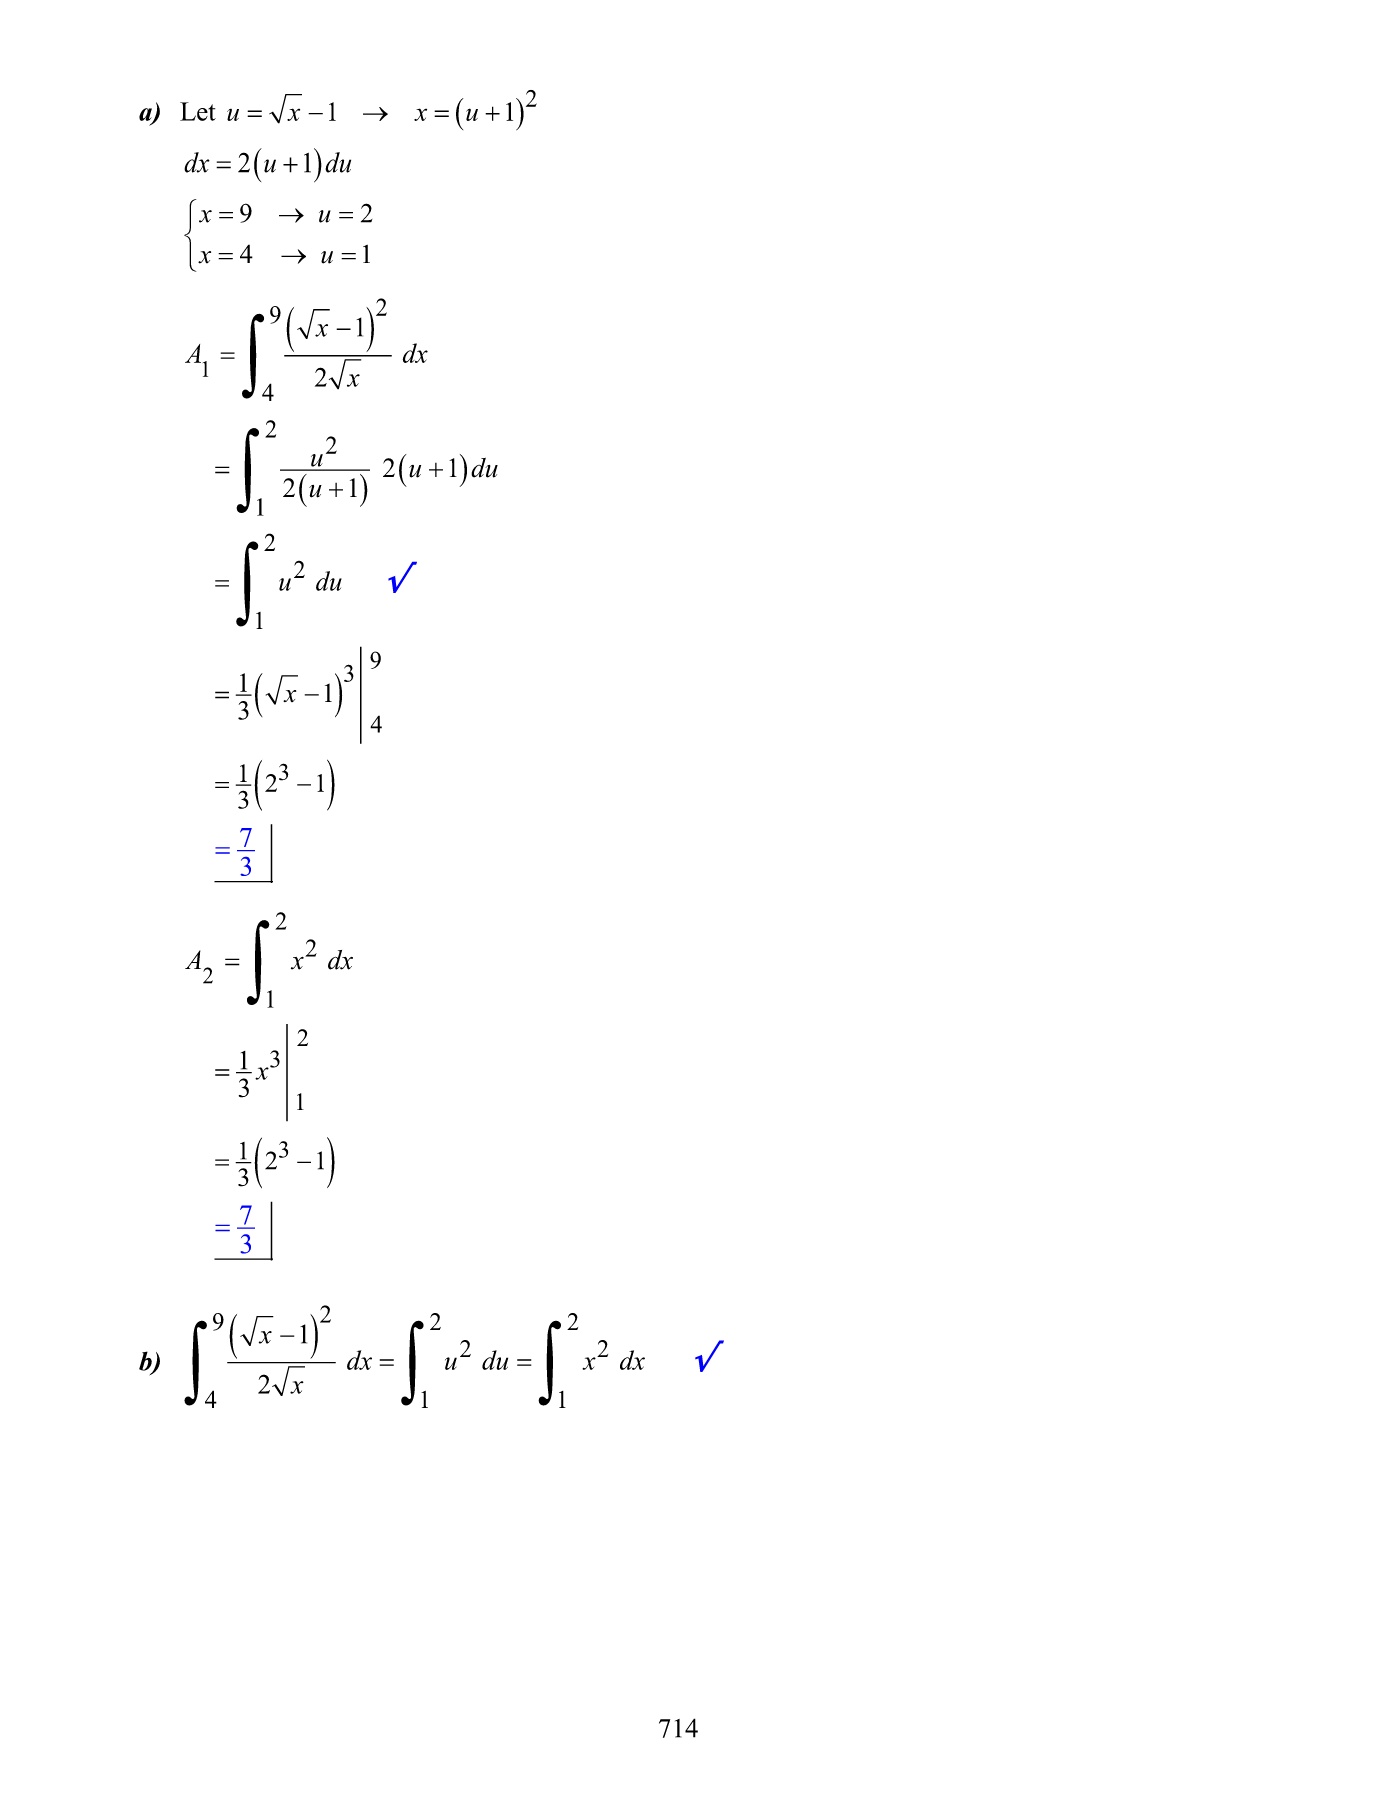 a) Let u = √x − 1 → x = (u + 1)²
dx = 2(u + 1)du
{ x = 9 → u = 2
x = 4 → u = 1
A₁ = ∫₄⁹ (√x − 1)² / 2√x dx
= ∫₁² u² / 2(u + 1) 2(u + 1)du
= ∫₁² u² du √
= 1/3 (√x − 1)³ |₄⁹
= 1/3 (2³ − 1)
= 7/3
A₂ = ∫₁² x² dx
= 1/3 x³ |₁²
= 1/3 (2³ − 1)
= 7/3
b) ∫₄⁹ (√x − 1)² / 2√x dx = ∫₁² u² du = ∫₁² x² dx √
714